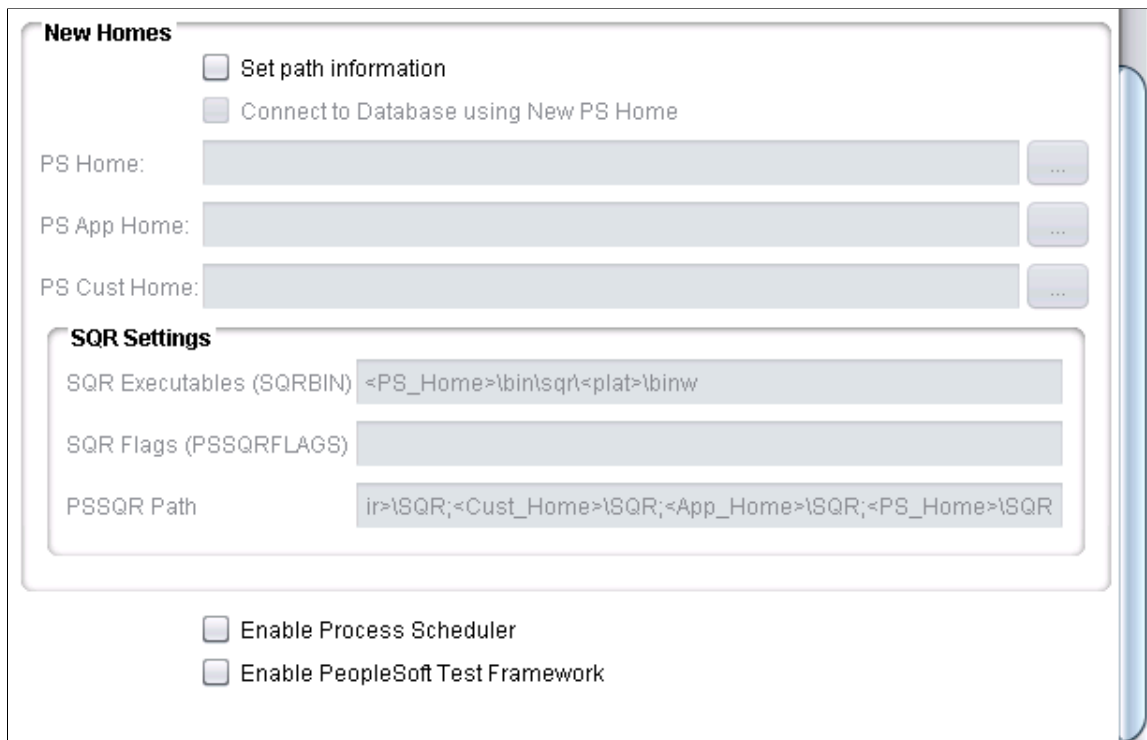 New Homes
Set path information
Connect to Database using New PS Home
PS Home: ...
PS App Home: ...
PS Cust Home: ...
SQR Settings
SQR Executables (SQRBIN) <PS_Home>\bin\sqr\<plat>\binw
SQR Flags (PSSQRFLAGS)
PSSQR Path ir>\SQR;<Cust_Home>\SQR;<App_Home>\SQR;<PS_Home>\SQR
Enable Process Scheduler
Enable PeopleSoft Test Framework